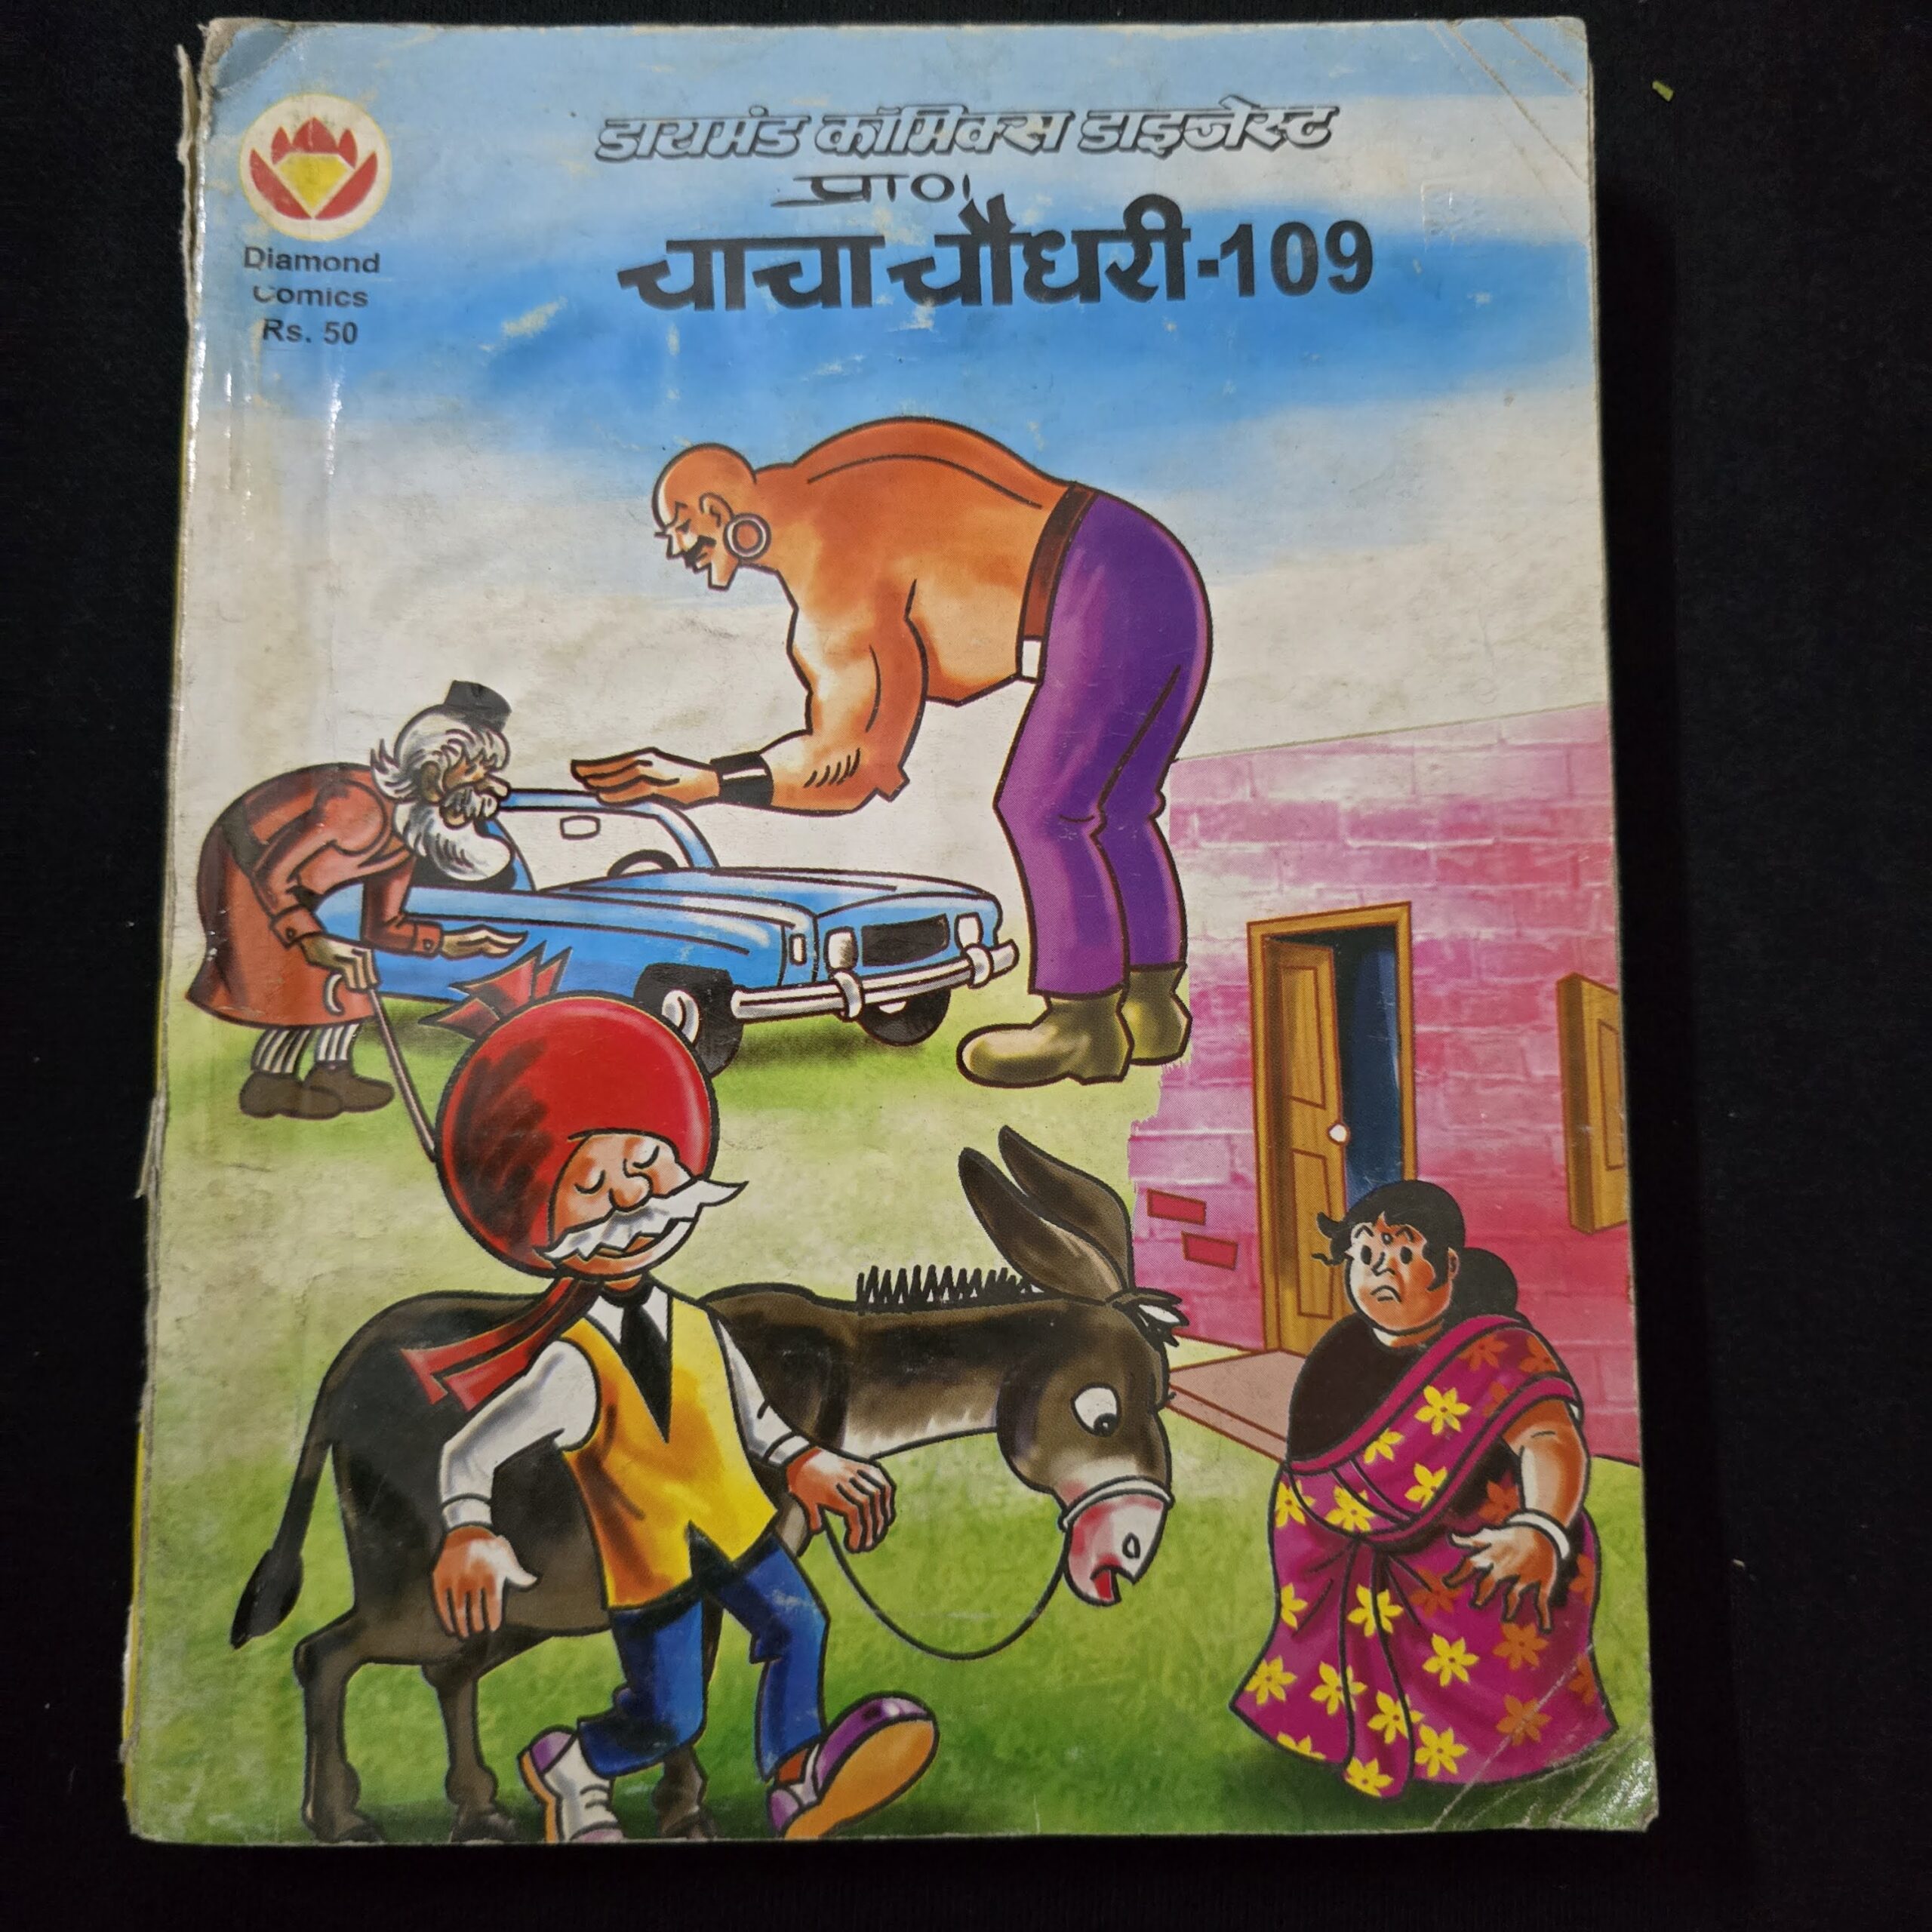 डायमंड कॉमिक्स डाइजेस्ट
प्राण
चाचा चौधरी-109
Diamond
Comics
Rs. 50